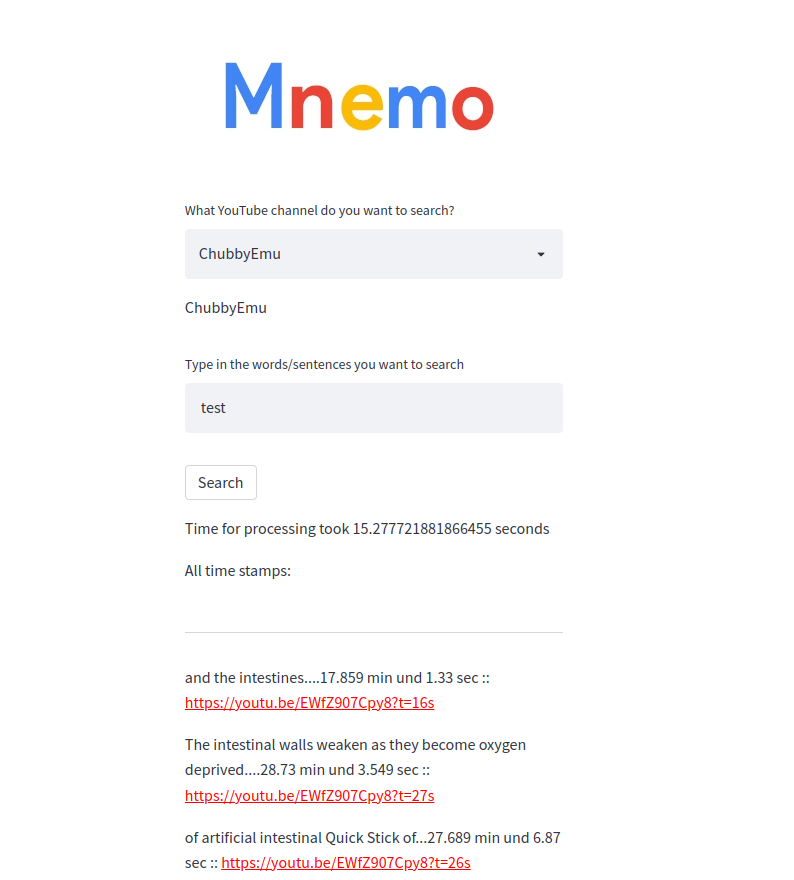 Mnemo
What YouTube channel do you want to search?
ChubbyEmu
ChubbyEmu
Type in the words/sentences you want to search
test
Search
Time for processing took 15.277721881866455 seconds
All time stamps:
and the intestines....17.859 min und 1.33 sec ::
https://youtu.be/EWfZ907Cpy8?t=16s
The intestinal walls weaken as they become oxygen
deprived....28.73 min und 3.549 sec ::
https://youtu.be/EWfZ907Cpy8?t=27s
of artificial intestinal Quick Stick of...27.689 min und 6.87
sec :: https://youtu.be/EWfZ907Cpy8?t=26s